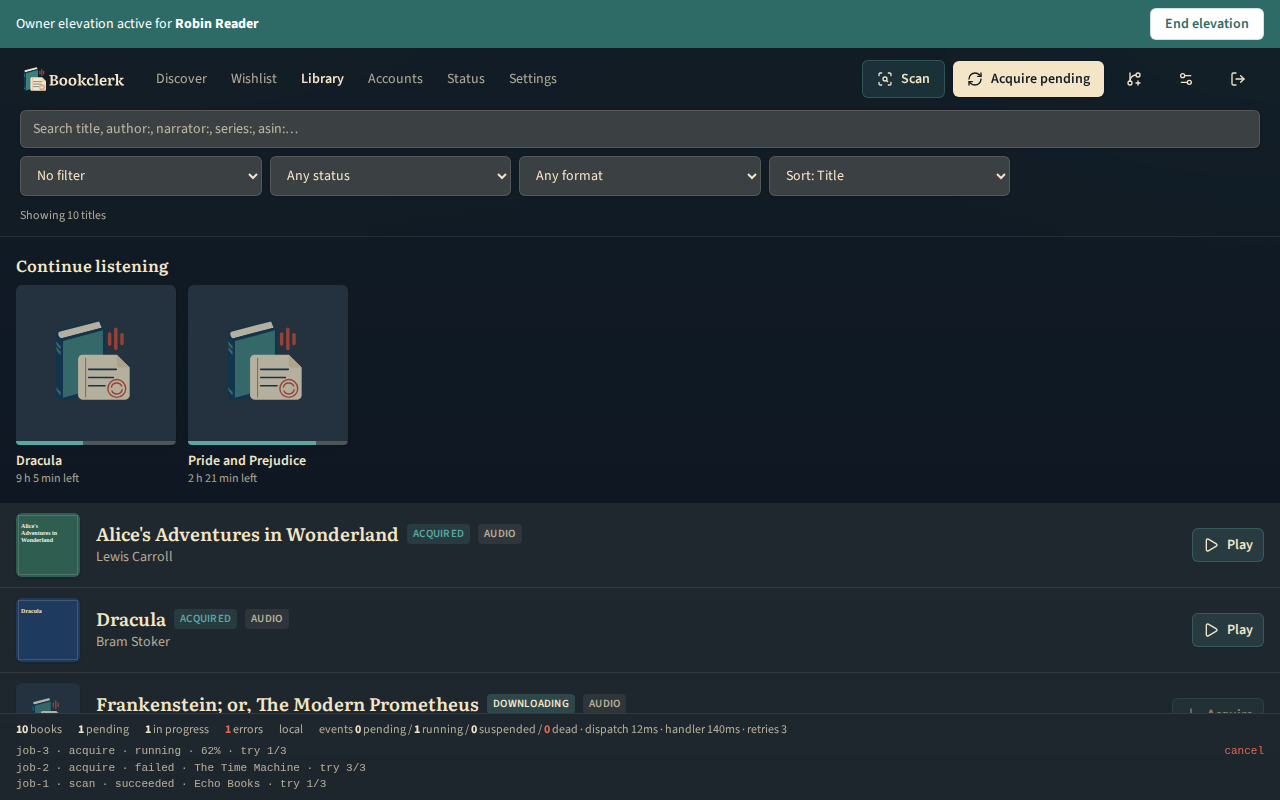 Owner elevation active for Robin Reader End elevation
Bookclerk Discover Wishlist Library Accounts Status Settings Scan Acquire pending
Search title, author:, narrator:, series:, asin:…
No filter Any status Any format Sort: Title
Showing 10 titles
Continue listening
Dracula
9 h 5 min left
Pride and Prejudice
2 h 21 min left
Alice's
Adventures in
Wonderland
Alice's Adventures in Wonderland ACQUIRED AUDIO
Lewis Carroll
Play
Dracula
Dracula ACQUIRED AUDIO
Bram Stoker
Play
Frankenstein; or, The Modern Prometheus DOWNLOADING AUDIO
Acquire
10 books 1 pending 1 in progress 1 errors local events 0 pending / 1 running / 0 suspended / 0 dead · dispatch 12ms · handler 140ms · retries 3
job-3 · acquire · running · 62% · try 1/3 cancel
job-2 · acquire · failed · The Time Machine · try 3/3
job-1 · scan · succeeded · Echo Books · try 1/3